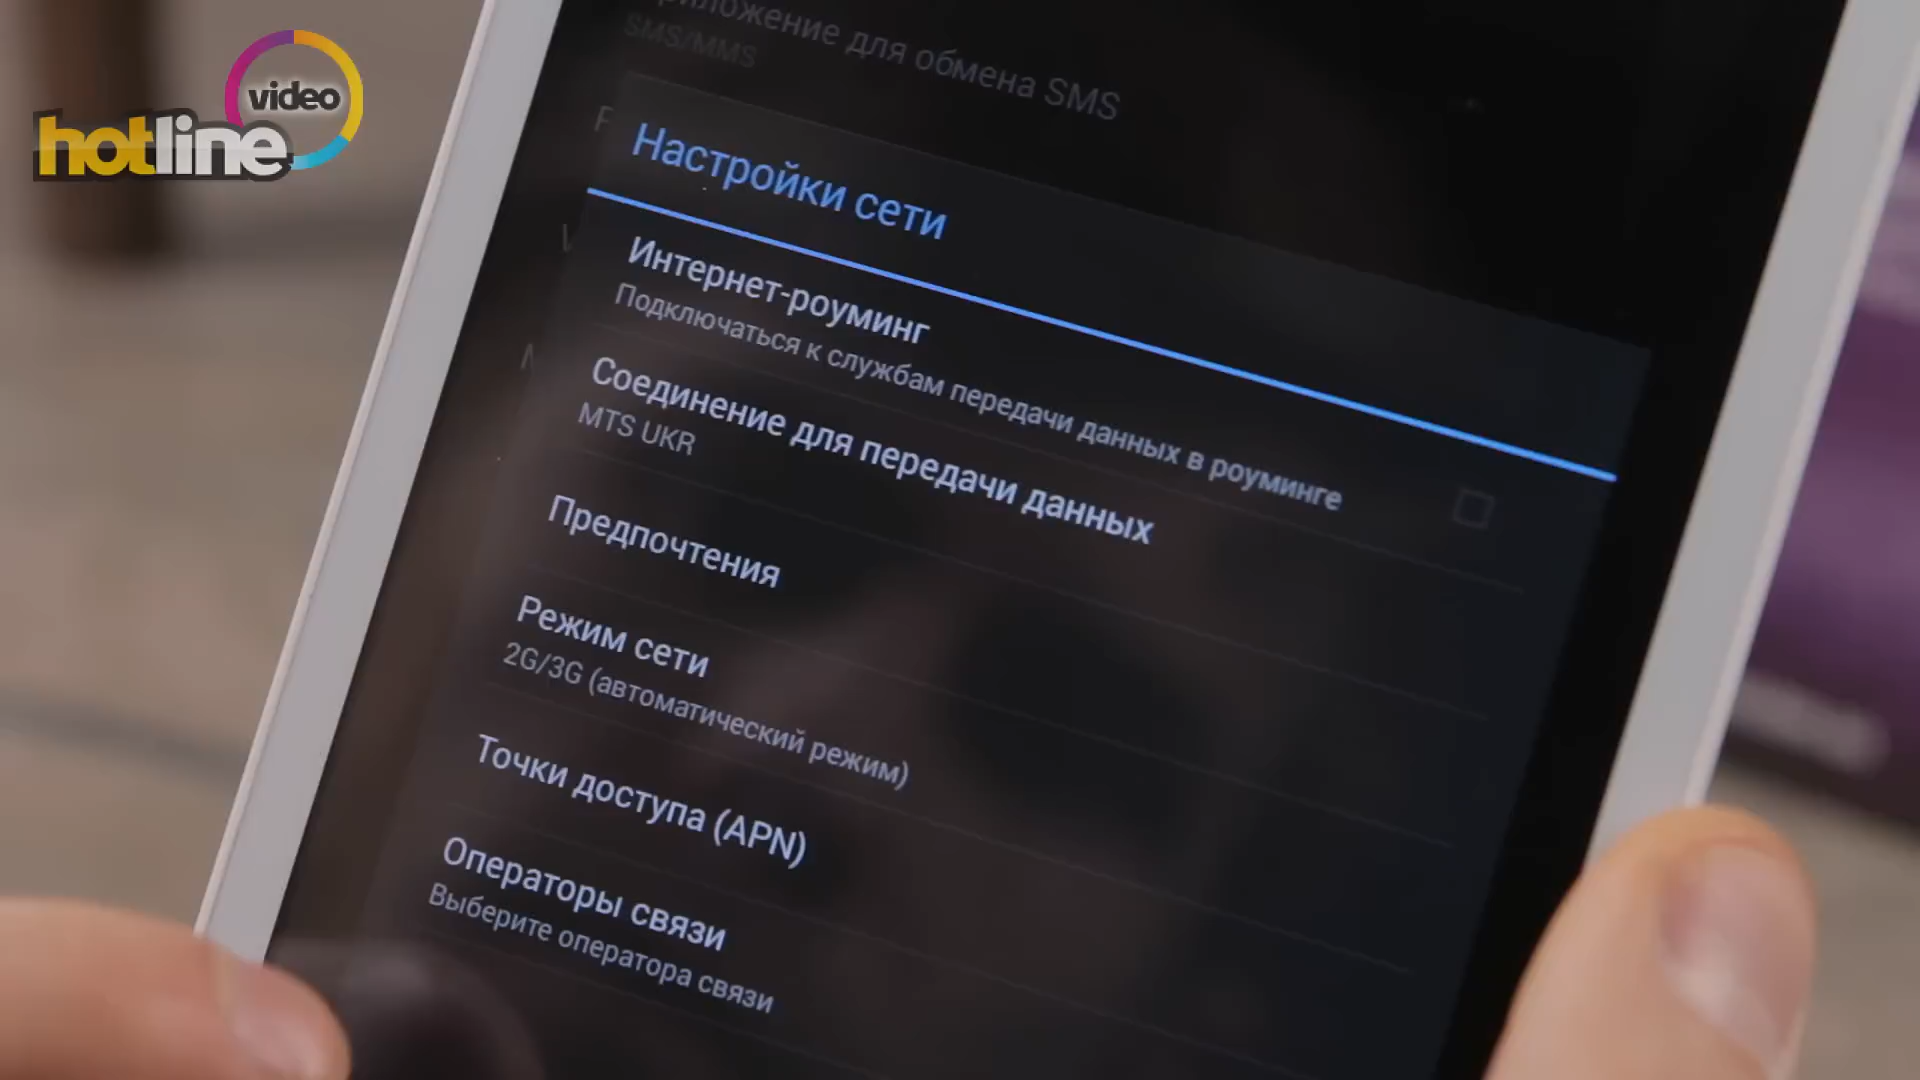 video
hotline
для обмена SMS
SMS/MMS
Настройки сети
Интернет-роуминг
Подключаться к службам передачи данных в роуминге
Соединение для передачи данных
MTS UKR
Предпочтения
Режим сети
2G/3G (автоматический режим)
Точки доступа (APN)
Операторы связи
Выберите оператора связи